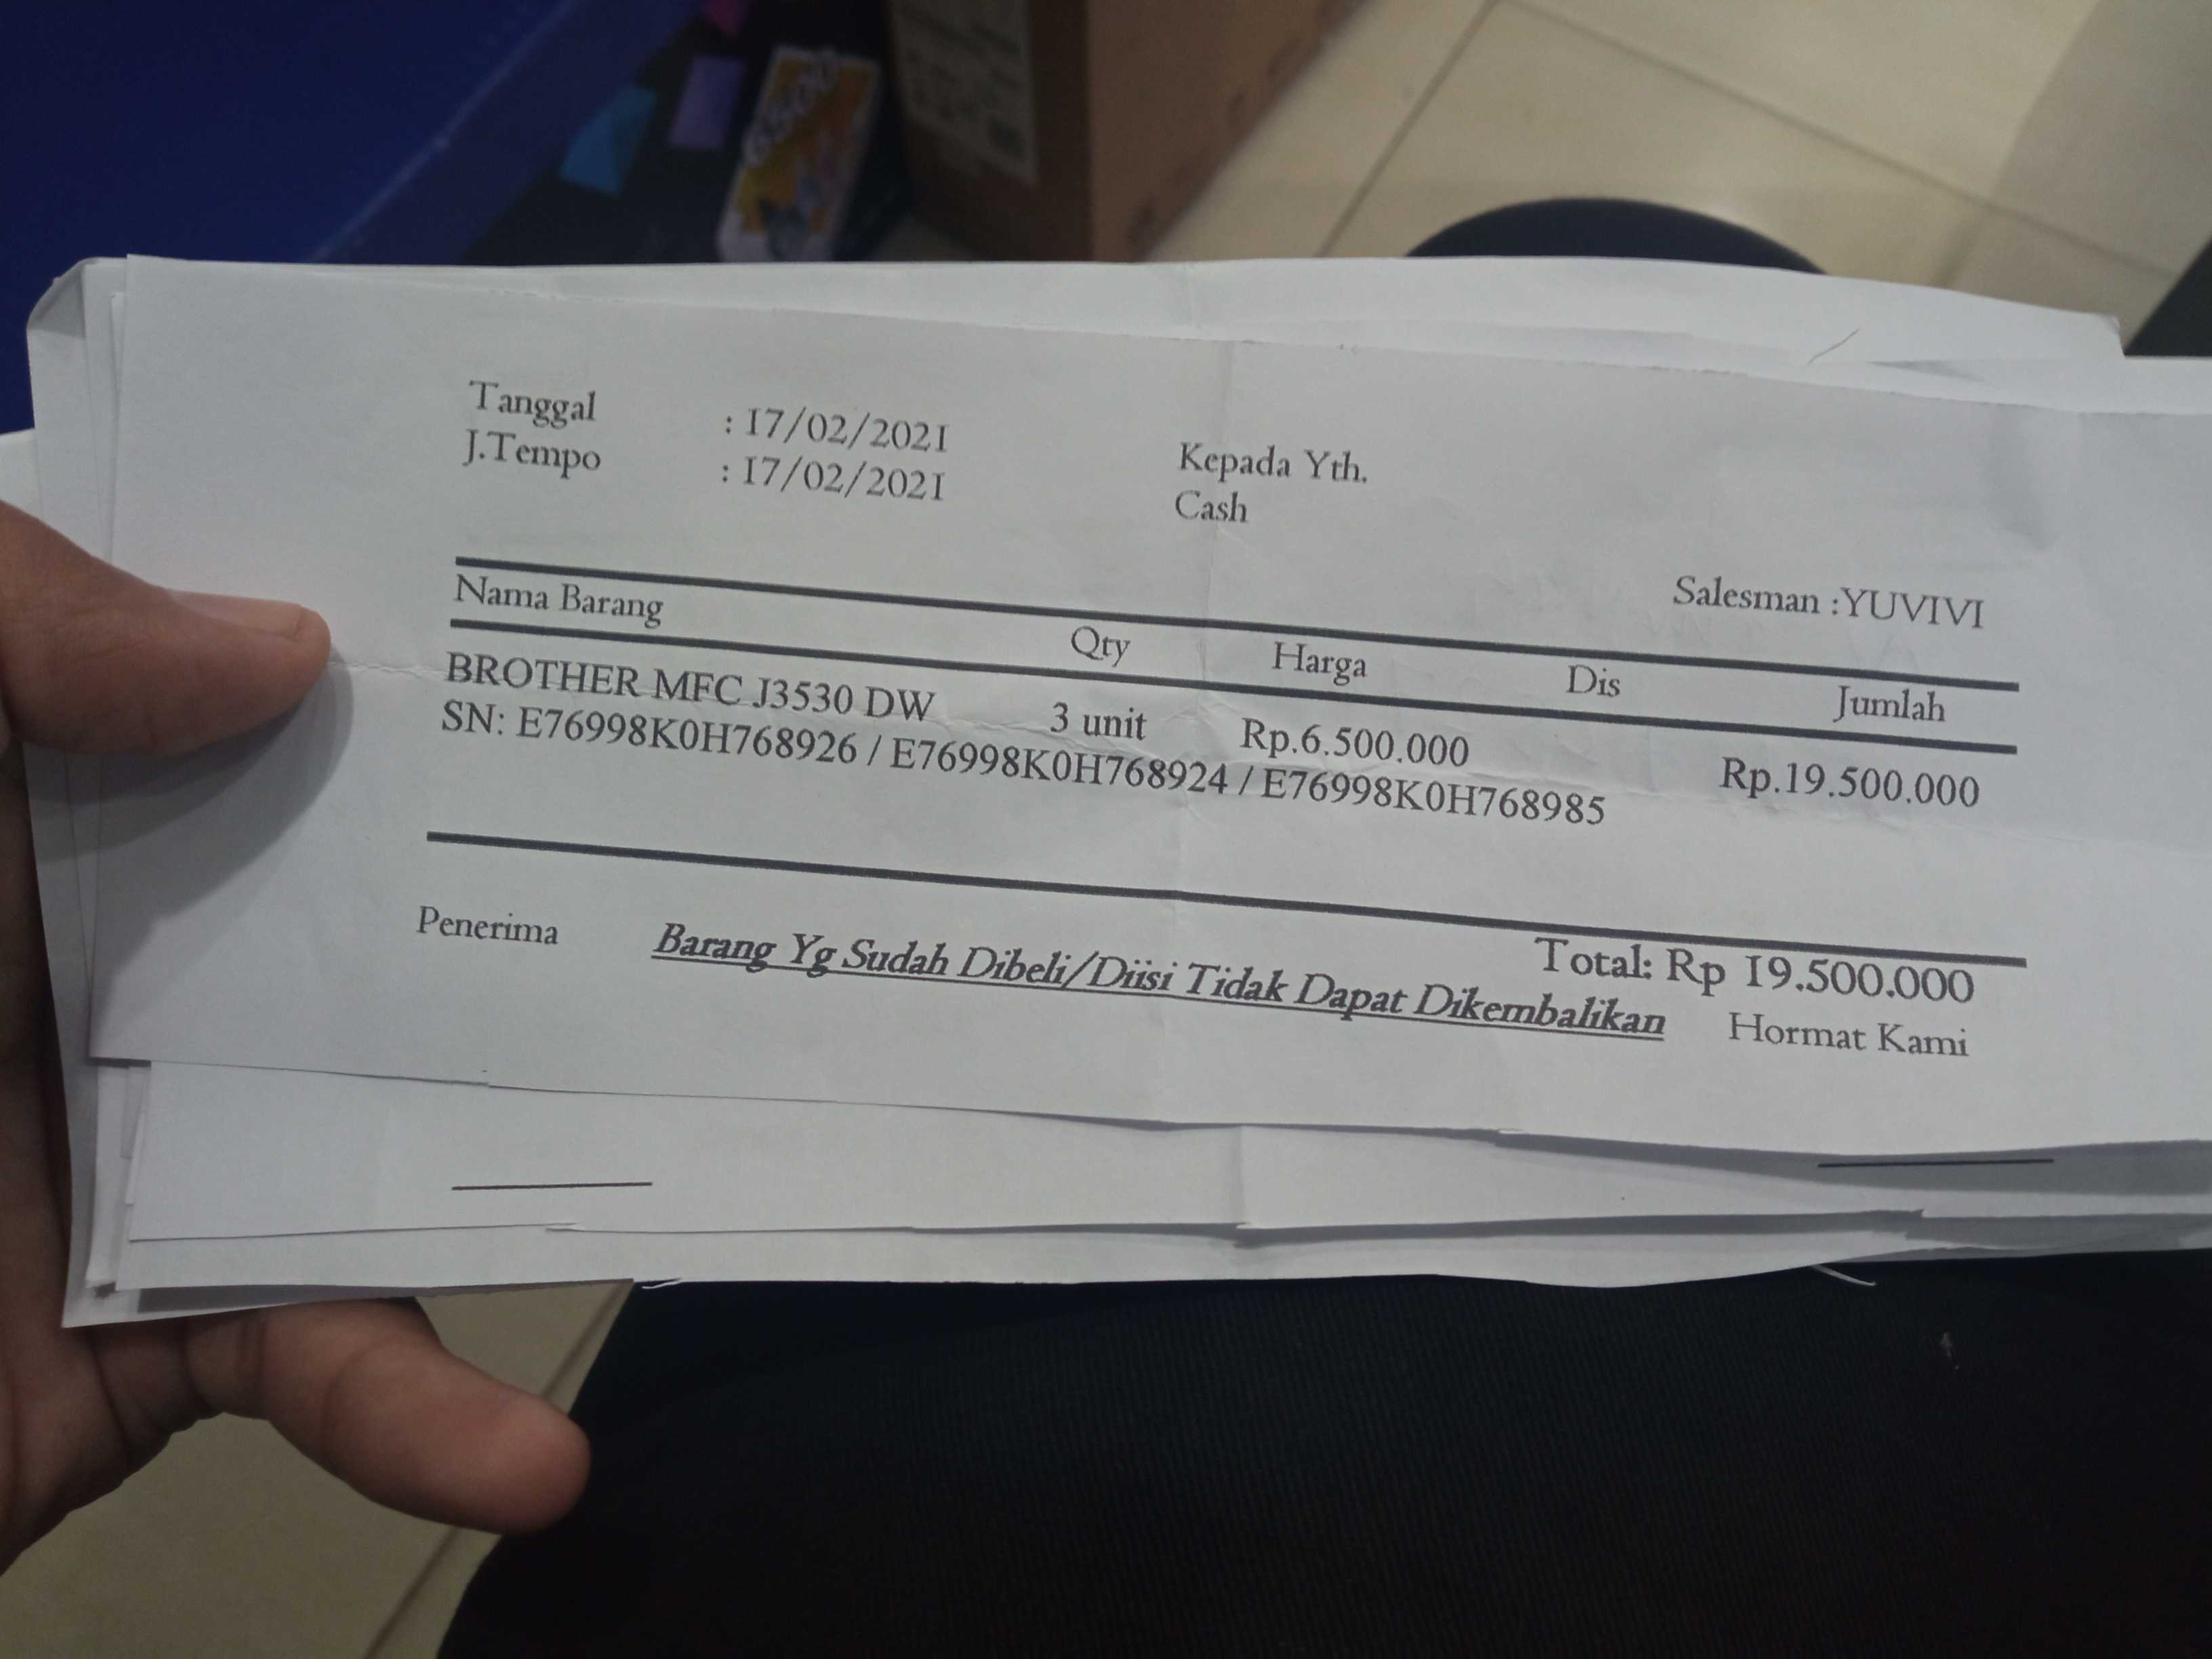 Tanggal : 17/02/2021
J.Tempo : 17/02/2021
Kepada Yth.
Cash
Salesman :YUVIVI
Nama Barang Qty Harga Dis Jumlah
BROTHER MFC J3530 DW 3 unit Rp.6.500.000 Rp.19.500.000
SN: E76998K0H768926 / E76998K0H768924 / E76998K0H768985
Total: Rp 19.500.000
Penerima Barang Yg Sudah Dibeli/Diisi Tidak Dapat Dikembalikan Hormat Kami